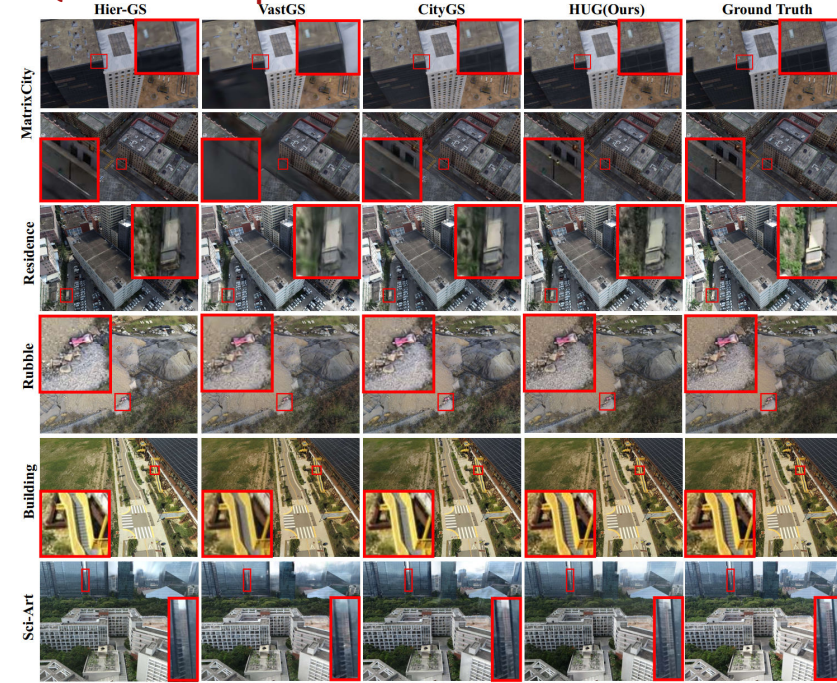 Hier-GS VastGS CityGS HUG(Ours) Ground Truth
MatrixCity
Residence
Rubble
Building
Sci-Art